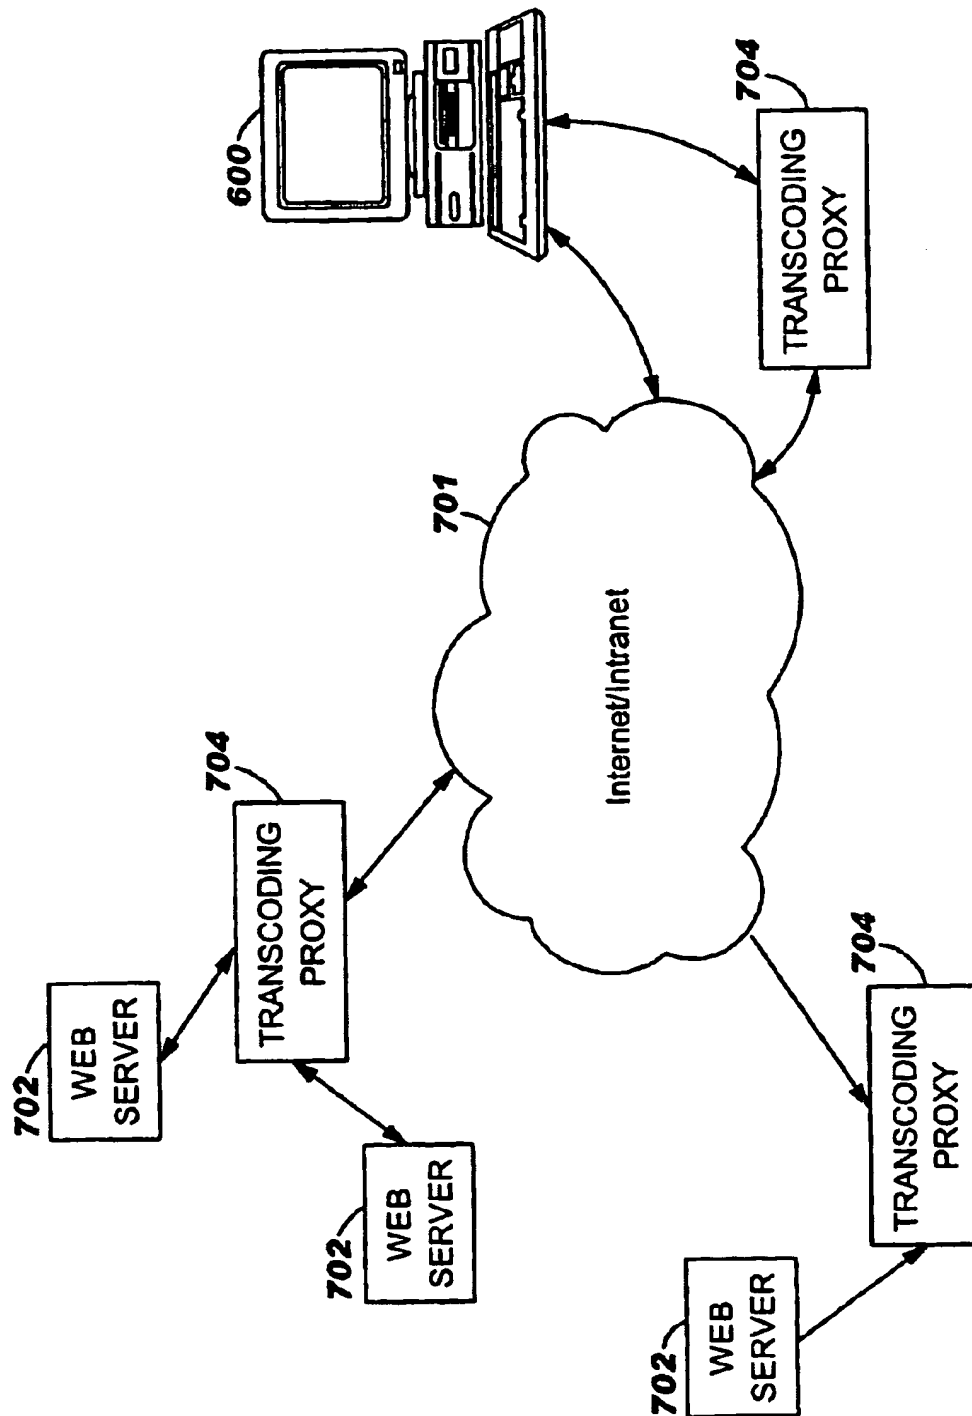 702
WEB
SERVER
702
WEB
SERVER
704
TRANSCODING
PROXY
600
701
Internet/Intranet
702
WEB
SERVER
704
TRANSCODING
PROXY
704
TRANSCODING
PROXY